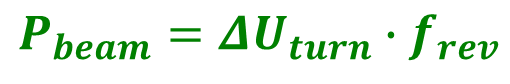 P_beam = ΔU_turn · f_rev